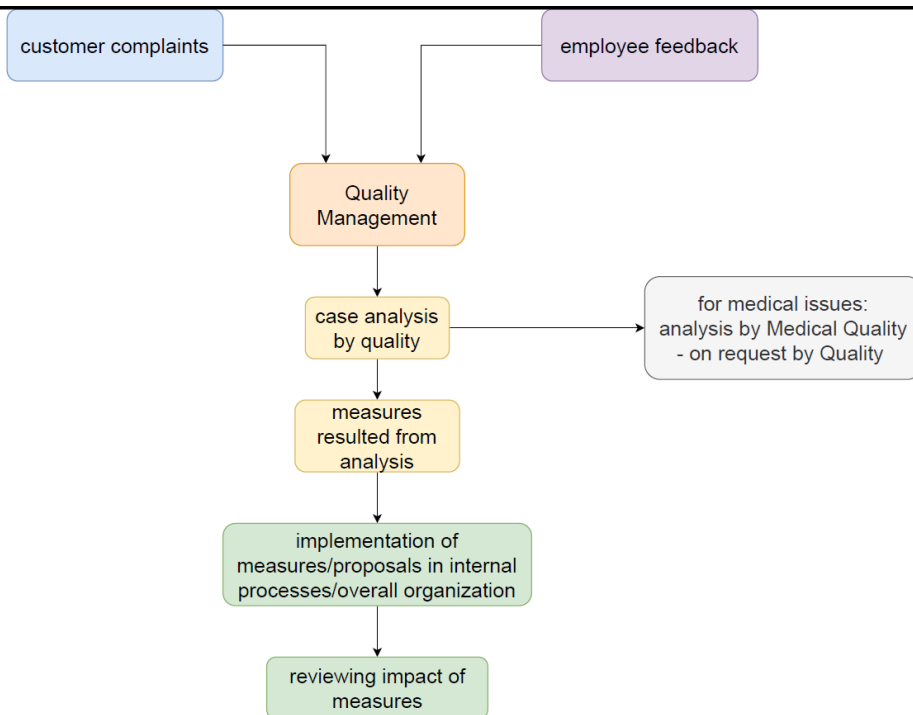 customer complaints
employee feedback
Quality
Management
case analysis
by quality
for medical issues:
analysis by Medical Quality
- on request by Quality
measures
resulted from
analysis
implementation of
measures/proposals in internal
processes/overall organization
reviewing impact of
measures